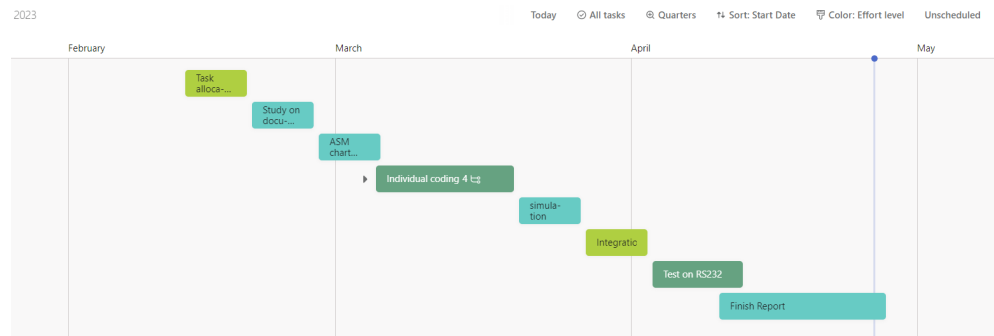 2023 Today All tasks Quarters Sort: Start Date Color: Effort level Unscheduled
February March April May
Task
alloca-...
Study on
docu-...
ASM
chart...
Individual coding 4
simula-
tion
Integratic
Test on RS232
Finish Report